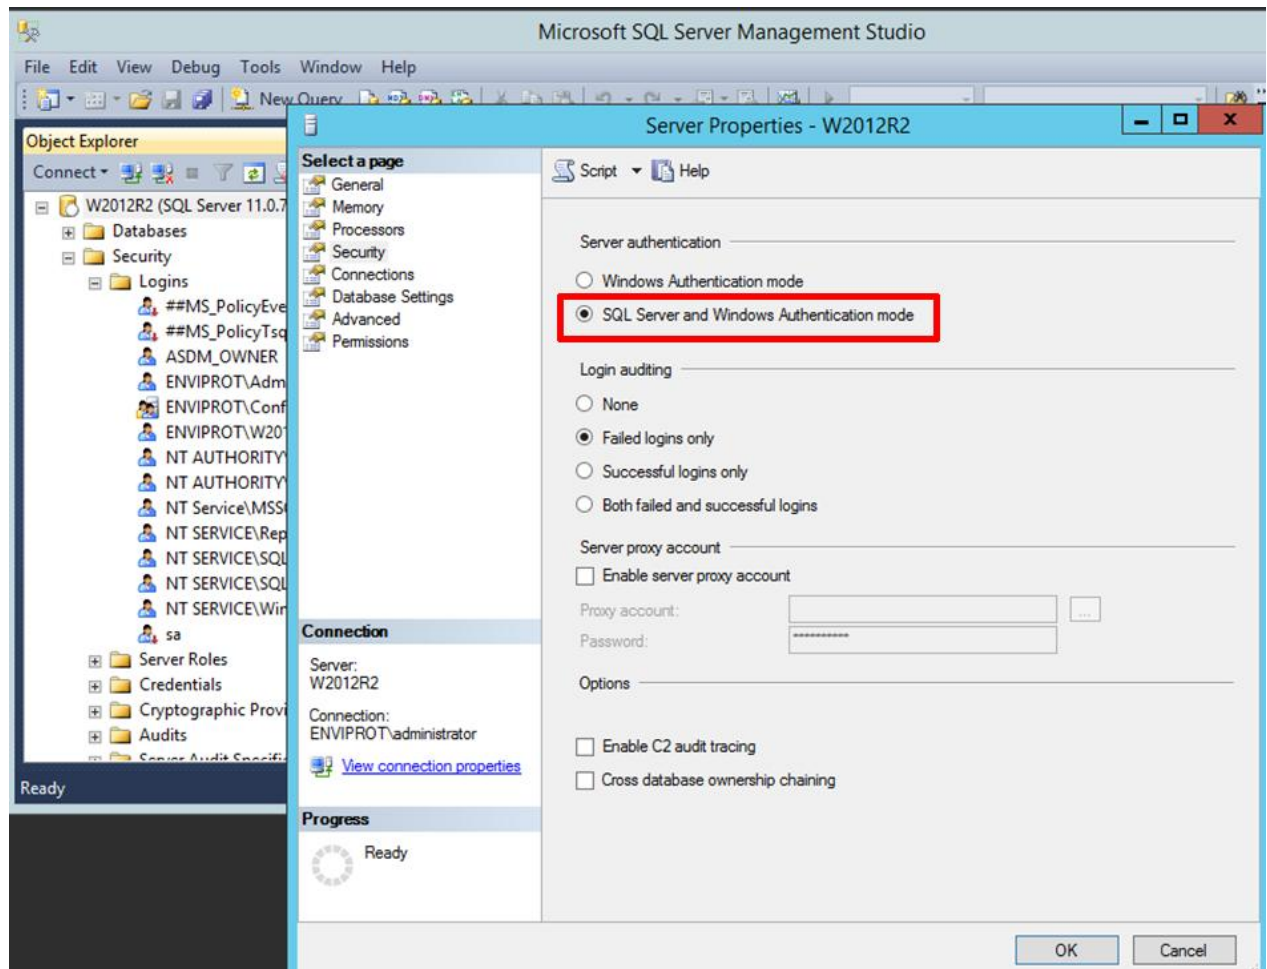 Microsoft SQL Server Management Studio
File Edit View Debug Tools Window Help
New Query
Object Explorer
Connect
W2012R2 (SQL Server 11.0.7
Databases
Security
Logins
##MS_PolicyEve
##MS_PolicyTsq
ASDM_OWNER
ENVIPROT\Adm
ENVIPROT\Conf
ENVIPROT\W201
NT AUTHORITY
NT AUTHORITY
NT Service\MSS
NT SERVICE\Rep
NT SERVICE\SQL
NT SERVICE\SQL
NT SERVICE\Win
sa
Server Roles
Credentials
Cryptographic Provi
Audits
Server Audit Specifi
Ready
Server Properties - W2012R2
Select a page
General
Memory
Processors
Security
Connections
Database Settings
Advanced
Permissions
Connection
Server:
W2012R2
Connection:
ENVIPROT\administrator
View connection properties
Progress
Ready
Script Help
Server authentication
Windows Authentication mode
SQL Server and Windows Authentication mode
Login auditing
None
Failed logins only
Successful logins only
Both failed and successful logins
Server proxy account
Enable server proxy account
Proxy account:
...
Password:
**********
Options
Enable C2 audit tracing
Cross database ownership chaining
OK Cancel